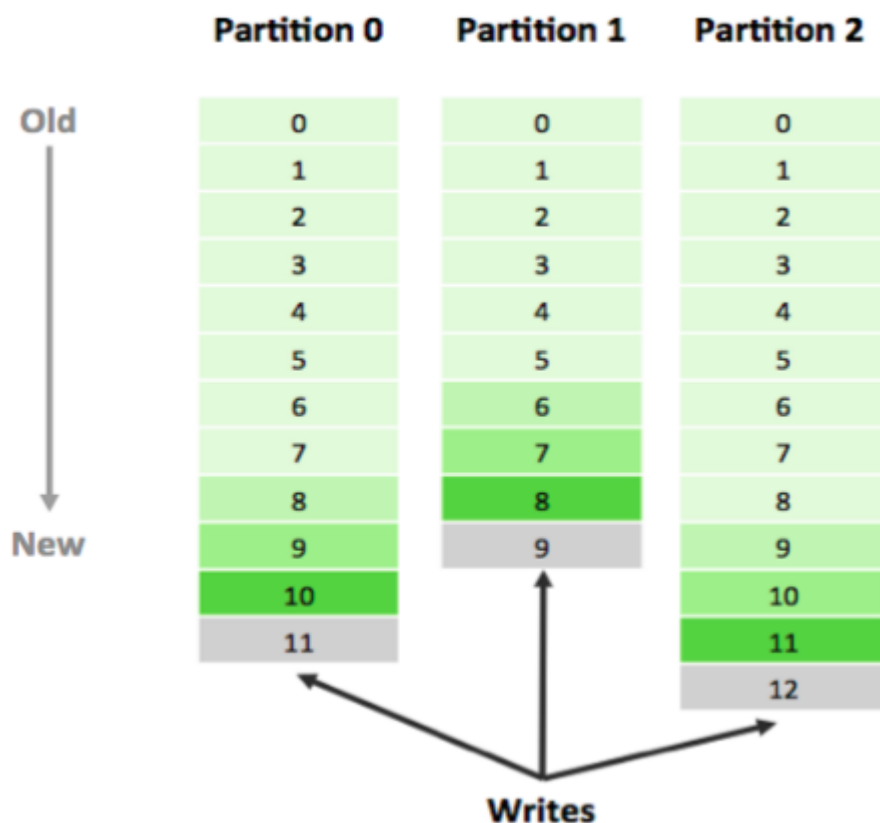 Partition 0 Partition 1 Partition 2
Old 0 0 0
1 1 1
2 2 2
3 3 3
4 4 4
5 5 5
6 6 6
7 7 7
8 8 8
New 9 9 9
10 10
11 11
12
Writes